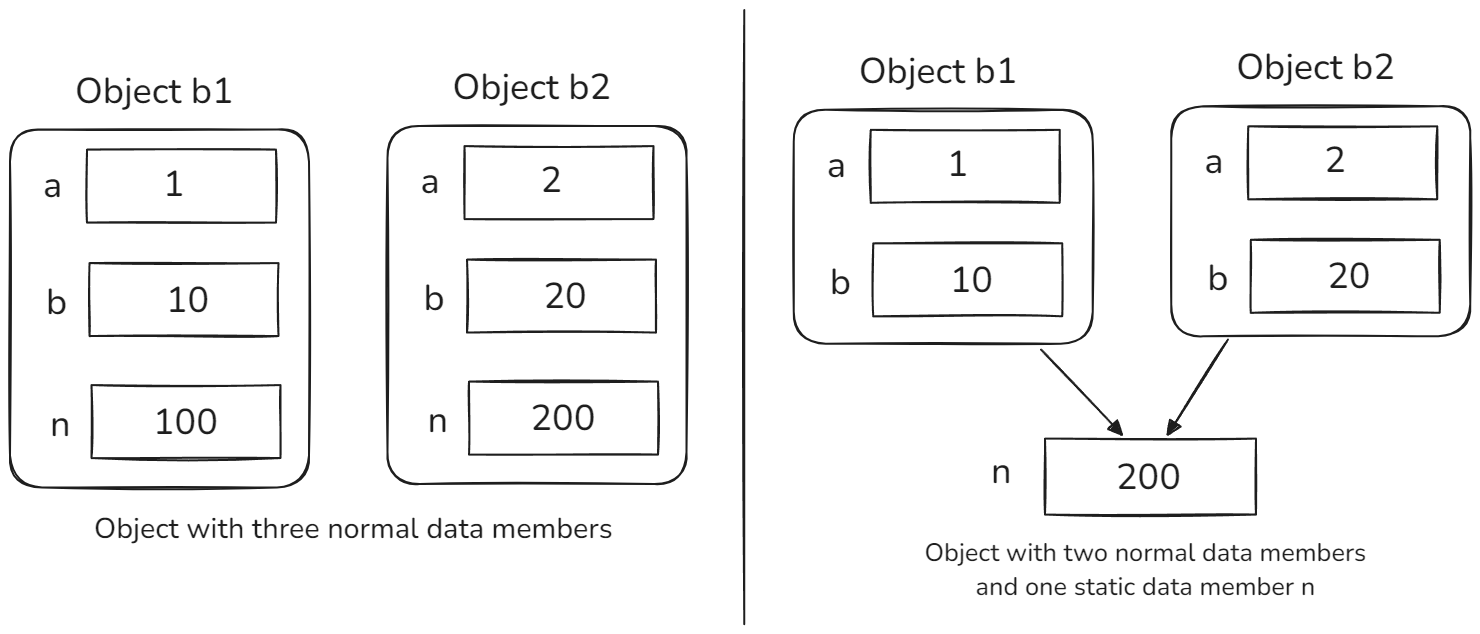 Object b1
Object b2
a 1
a 2
b 10
b 20
n 100
n 200
Object with three normal data members
Object b1
Object b2
a 1
a 2
b 10
b 20
n 200
Object with two normal data members
and one static data member n